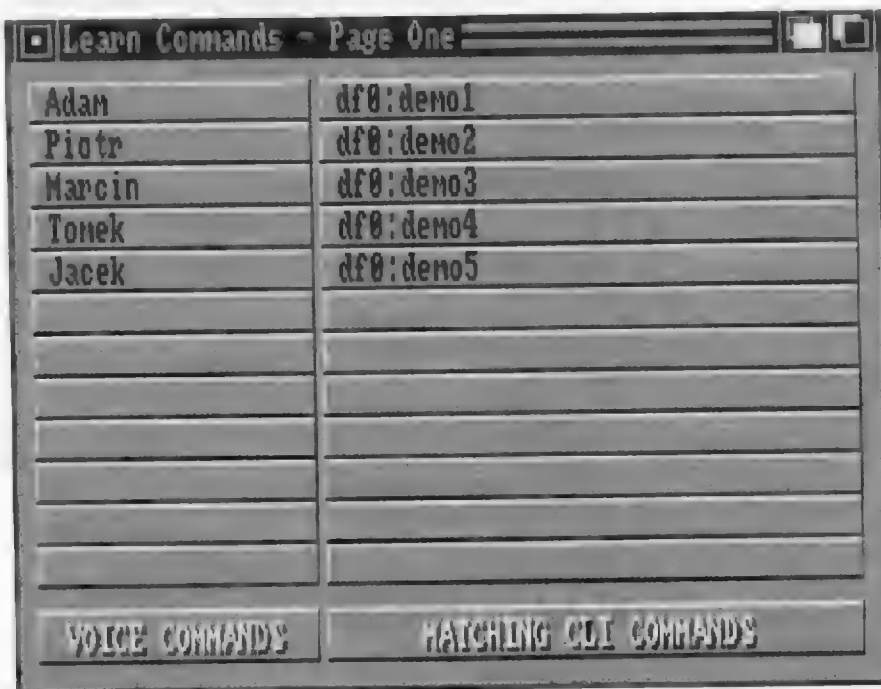 Learn Commands - Page One
Adam df0:demo1
Piotr df0:demo2
Marcin df0:demo3
Tomek df0:demo4
Jacek df0:demo5
VOICE COMMANDS MATCHING CLI COMMANDS